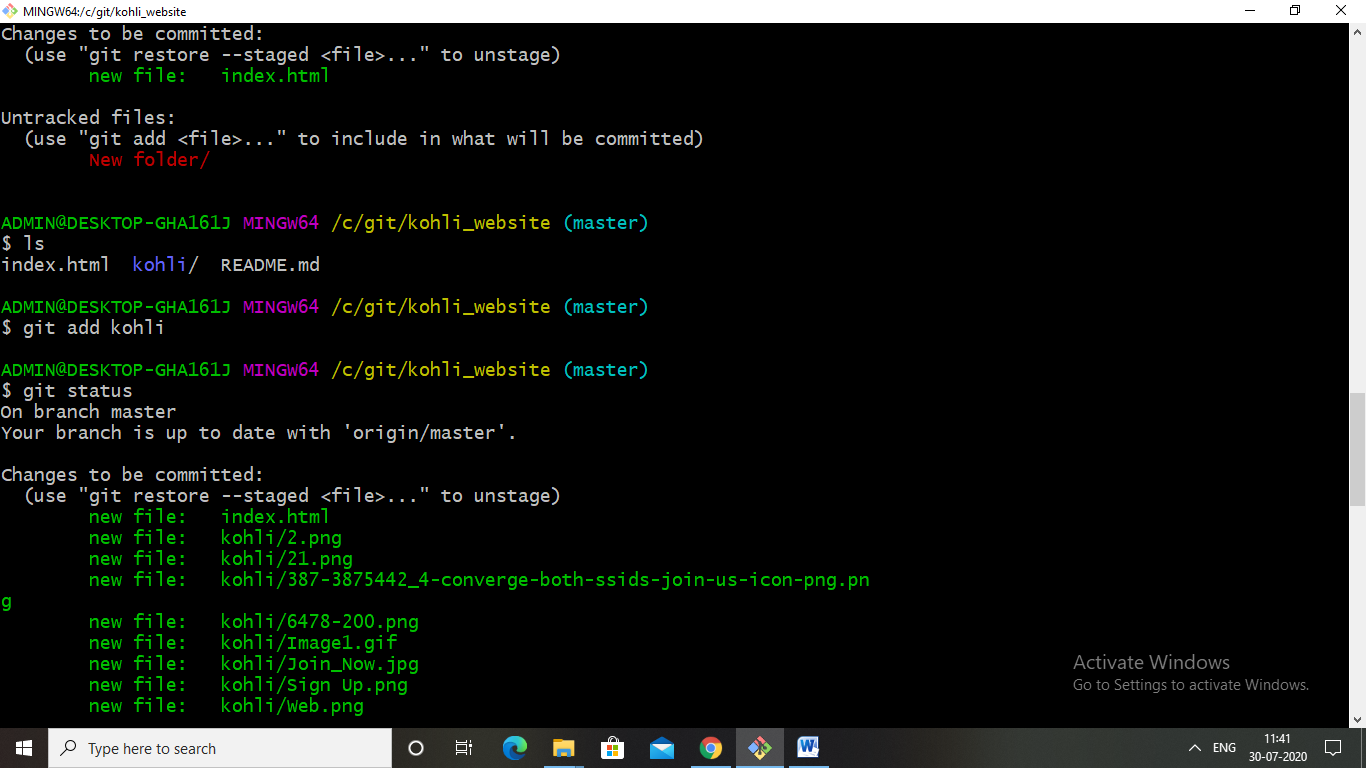 MINGW64:/c/git/kohli_website
Changes to be committed:
(use "git restore --staged <file>..." to unstage)
new file: index.html
Untracked files:
(use "git add <file>..." to include in what will be committed)
New folder/
ADMIN@DESKTOP-GHA161J MINGW64 /c/git/kohli_website (master)
$ ls
index.html kohli/ README.md
ADMIN@DESKTOP-GHA161J MINGW64 /c/git/kohli_website (master)
$ git add kohli
ADMIN@DESKTOP-GHA161J MINGW64 /c/git/kohli_website (master)
$ git status
On branch master
Your branch is up to date with 'origin/master'.
Changes to be committed:
(use "git restore --staged <file>..." to unstage)
new file: index.html
new file: kohli/2.png
new file: kohli/21.png
new file: kohli/387-3875442_4-converge-both-ssids-join-us-icon-png.pn
g
new file: kohli/6478-200.png
new file: kohli/Image1.gif
new file: kohli/Join_Now.jpg
new file: kohli/Sign Up.png
new file: kohli/Web.png
Activate Windows
Go to Settings to activate Windows.
Type here to search
W
ENG
11:41
30-07-2020